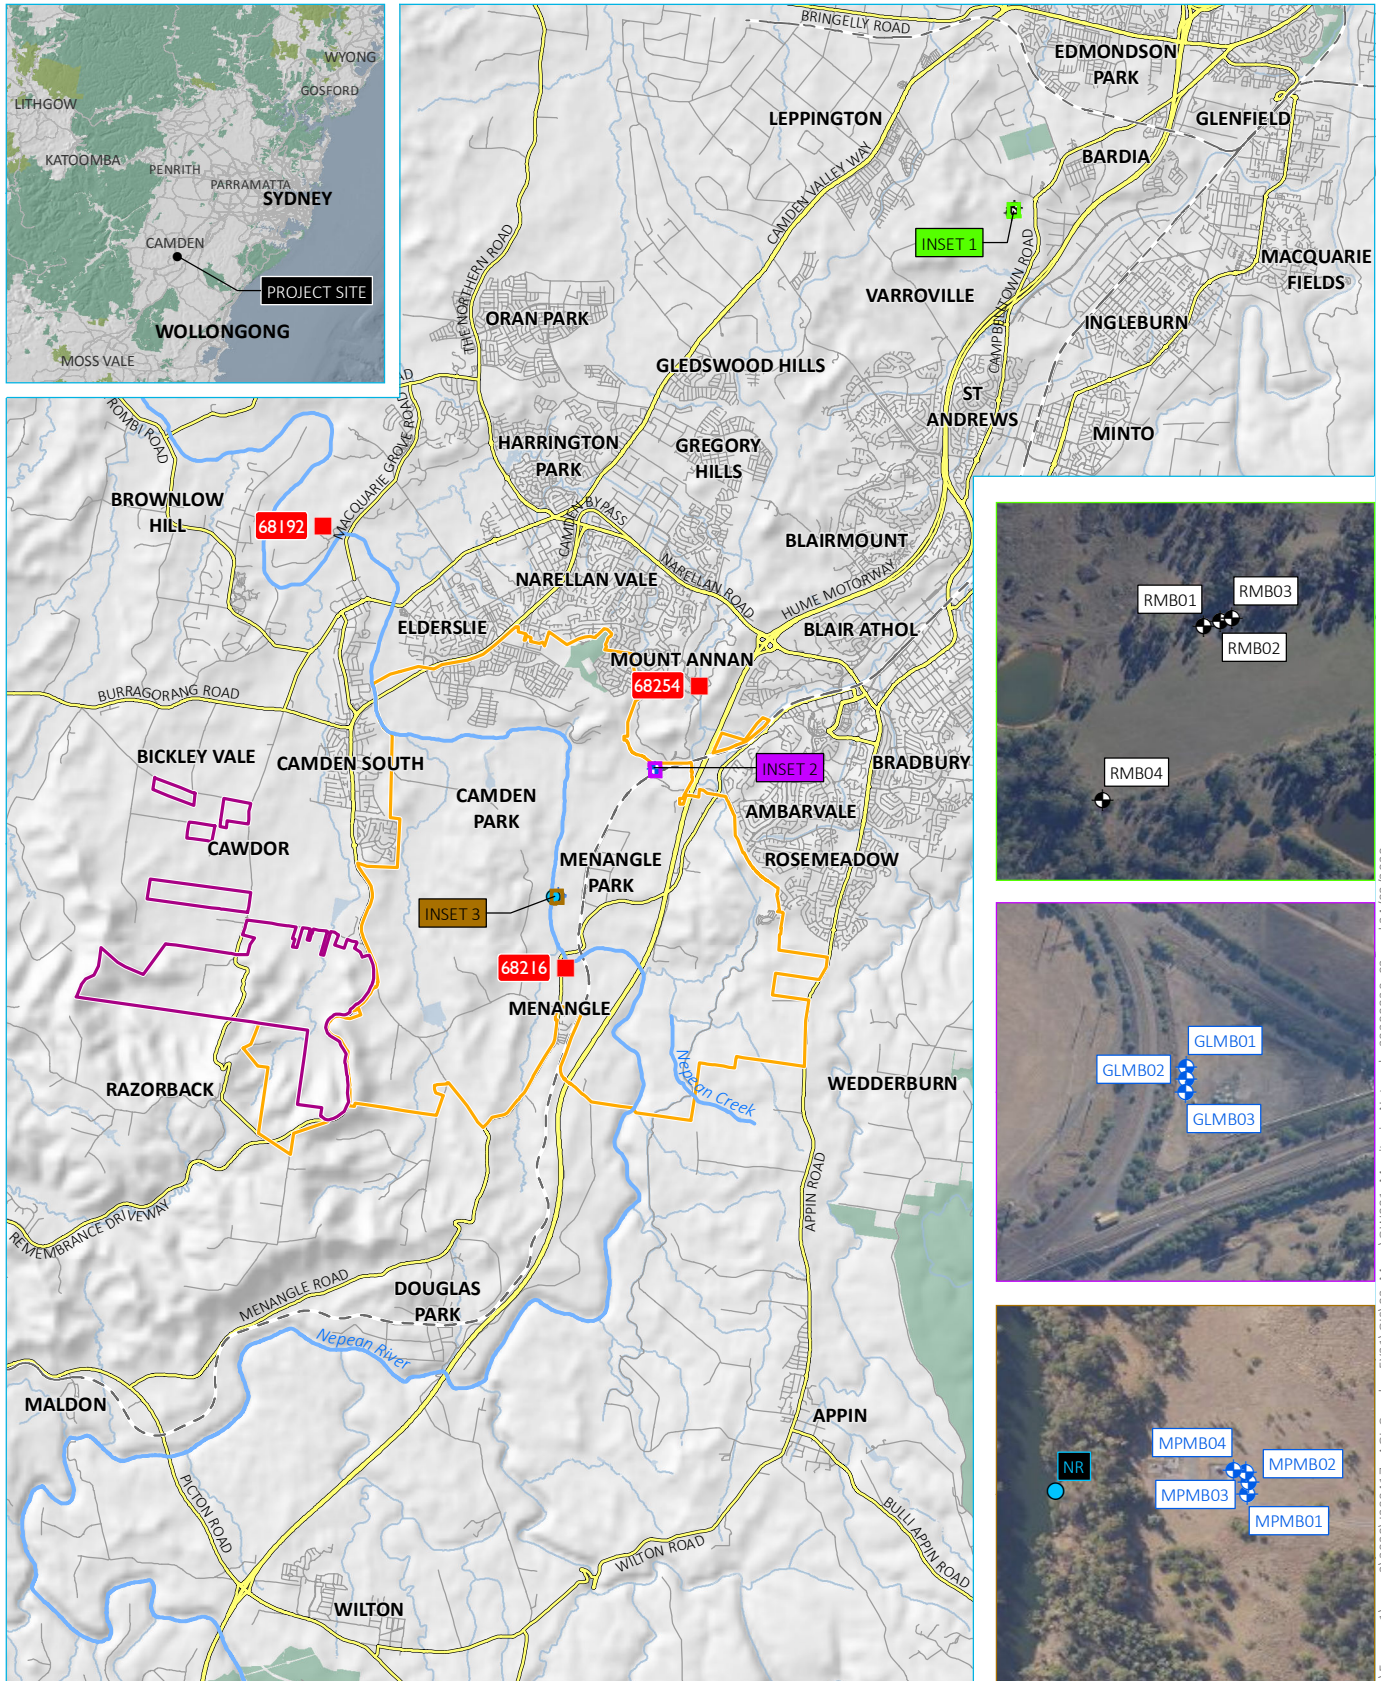 WYONG
LITHGOW
GOSFORD
KATOOMBA
PENRITH
PARRAMATTA
SYDNEY
CAMDEN
PROJECT SITE
WOLLONGONG
MOSS VALE
BRINGELLY ROAD
EDMONDSON
PARK
LEPPINGTON
GLENFIELD
BARDIA
CAMDEN VALLEY WAY
INSET 1
MACQUARIE
FIELDS
VARROVILLE
THE NORTHERN ROAD
ORAN PARK
CAMPBELLTOWN ROAD
INGLEBURN
GLEDSWOOD HILLS
ST
ANDREWS
MINTO
HARRINGTON
PARK
GREGORY
HILLS
MACQUARIE GROVE ROAD
BROWNLOW
HILL
68192
CAMDEN BYPASS
BLAIRMOUNT
NARELLAN VALE
NARELLAN ROAD
HUME MOTORWAY
ELDERSLIE
BLAIR ATHOL
MOUNT ANNAN
68254
BURRAGORANG ROAD
BICKLEY VALE
CAMDEN SOUTH
INSET 2
BRADBURY
CAMDEN
PARK
AMBARVALE
CAWDOR
MENANGLE
PARK
ROSEMEADOW
INSET 3
68216
MENANGLE
Nepean Creek
RAZORBACK
WEDDERBURN
APPIN ROAD
REMEMBRANCE DRIVEWAY
MENANGLE ROAD
DOUGLAS
PARK
Nepean River
MALDON
APPIN
PICTON ROAD
BULLI APPIN ROAD
WILTON ROAD
WILTON
RMB01
RMB03
RMB02
RMB04
GLMB01
GLMB02
GLMB03
MPMB04
NR
MPMB02
MPMB03
MPMB01